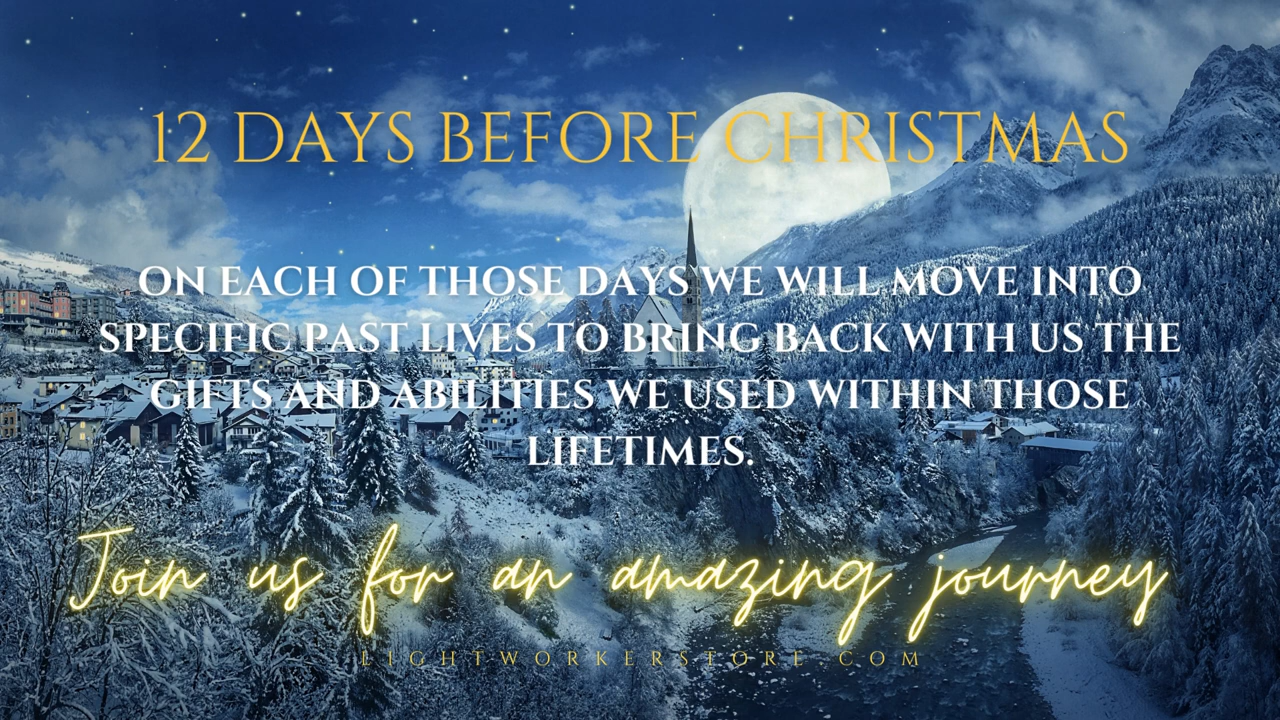 12 DAYS BEFORE CHRISTMAS
ON EACH OF THOSE DAYS WE WILL MOVE INTO
SPECIFIC PAST LIVES TO BRING BACK WITH US THE
GIFTS AND ABILITIES WE USED WITHIN THOSE
LIFETIMES.
Join us for an amazing journey
LIGHTWORKERSTORE.COM